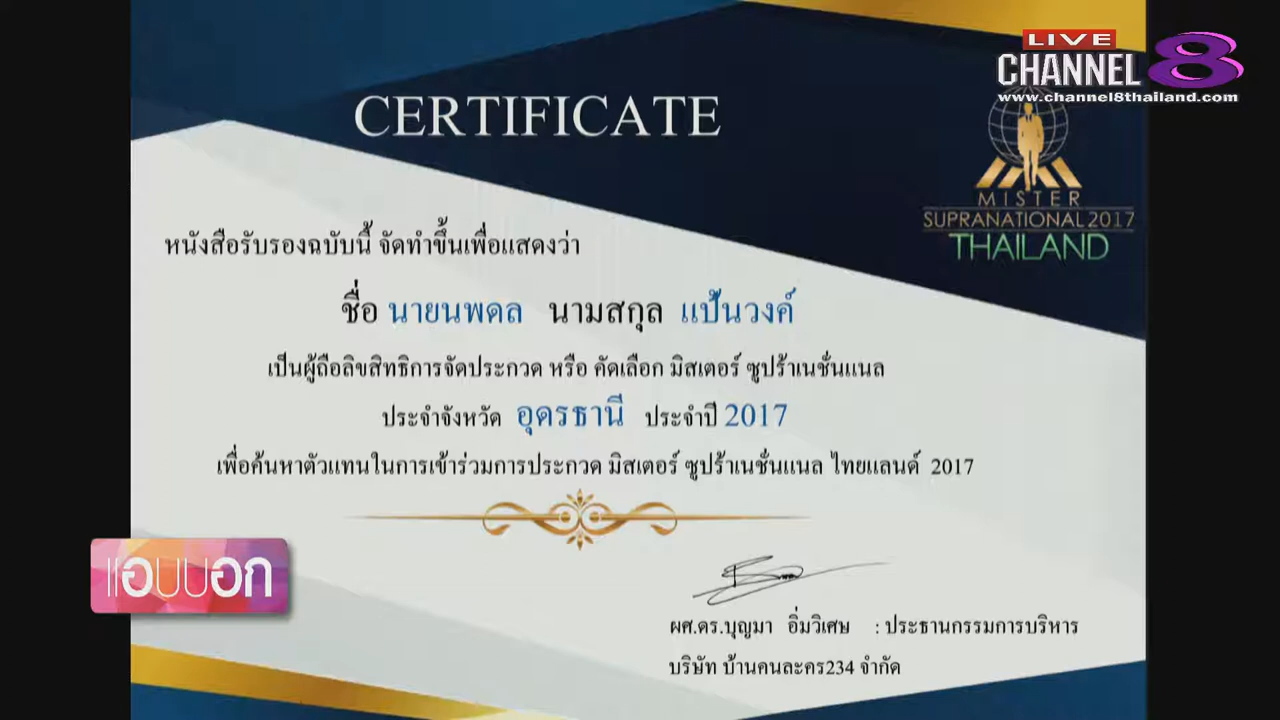 LIVE
CHANNEL 8
www.channel8thailand.com
CERTIFICATE
MISTER
SUPRANATIONAL 2017
THAILAND
หนังสือรับรองฉบับนี้ จัดทำขึ้นเพื่อแสดงว่า
ชื่อ นายนพดล นามสกุล แป้นวงค์
เป็นผู้ถือลิขสิทธิการจัดประกวด หรือ คัดเลือก มิสเตอร์ ซูปร้าเนชั่นแนล
ประจำจังหวัด อุดรธานี ประจำปี 2017
เพื่อค้นหาตัวแทนในการเข้าร่วมการประกวด มิสเตอร์ ซูปร้าเนชั่นแนล ไทยแลนด์ 2017
แอบบอก
ผศ.ดร.บุญมา อิ่มวิเศษ : ประธานกรรมการบริหาร
บริษัท บ้านคนละคร234 จำกัด